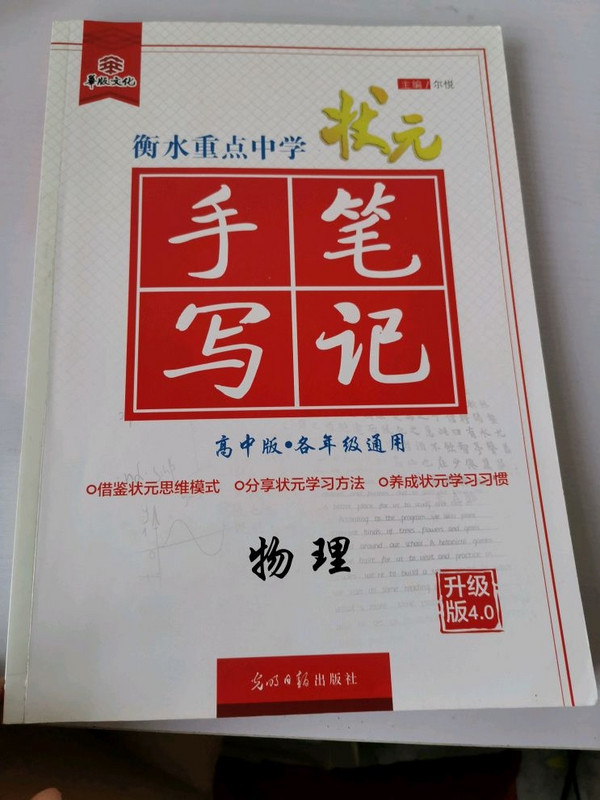 华版文化
主编/尔悦
衡水重点中学 状元
手笔
写记
高中版•各年级通用
借鉴状元思维模式 分享状元学习方法 养成状元学习习惯
物理
升级
版4.0
光明日报出版社